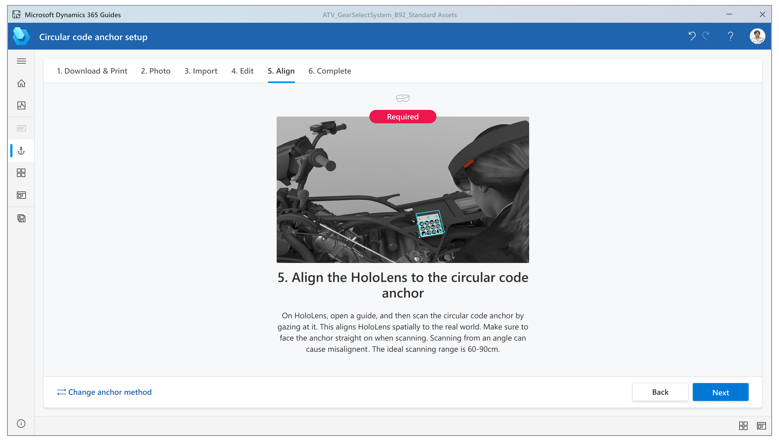 Microsoft Dynamics 365 Guides
ATV_GearSelectSystem_B92_Standard Assets
Circular code anchor setup
1. Download & Print
2. Photo
3. Import
4. Edit
5. Align
6. Complete
Required
5. Align the HoloLens to the circular code
anchor
On HoloLens, open a guide, and then scan the circular code anchor by
gazing at it. This aligns HoloLens spatially to the real world. Make sure to
face the anchor straight on when scanning. Scanning from an angle can
cause misalignent. The ideal scanning range is 60-90cm.
Change anchor method
Back
Next